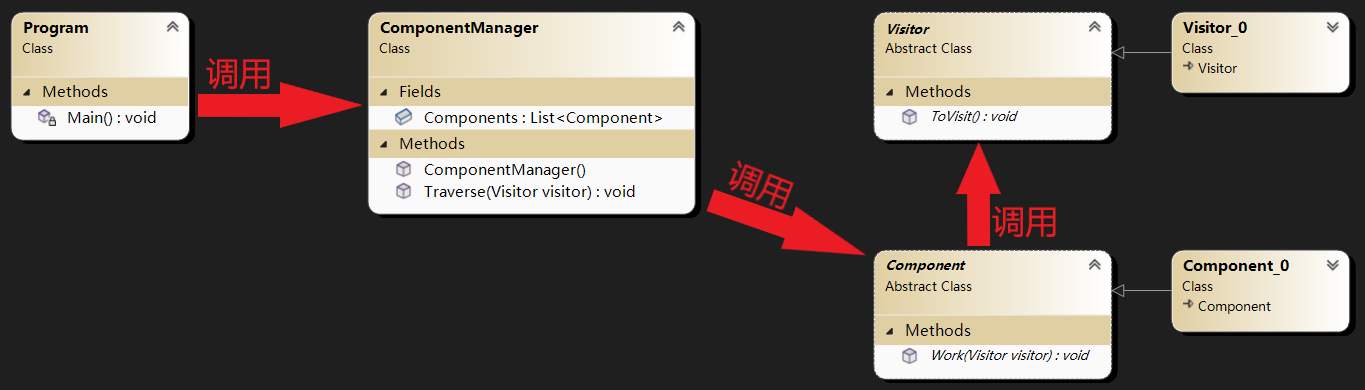 Program
Class
Methods
Main() : void
调用
ComponentManager
Class
Fields
Components : List<Component>
Methods
ComponentManager()
Traverse(Visitor visitor) : void
调用
Visitor
Abstract Class
Methods
ToVisit() : void
Visitor_0
Class
Visitor
调用
Component
Abstract Class
Methods
Work(Visitor visitor) : void
Component_0
Class
Component